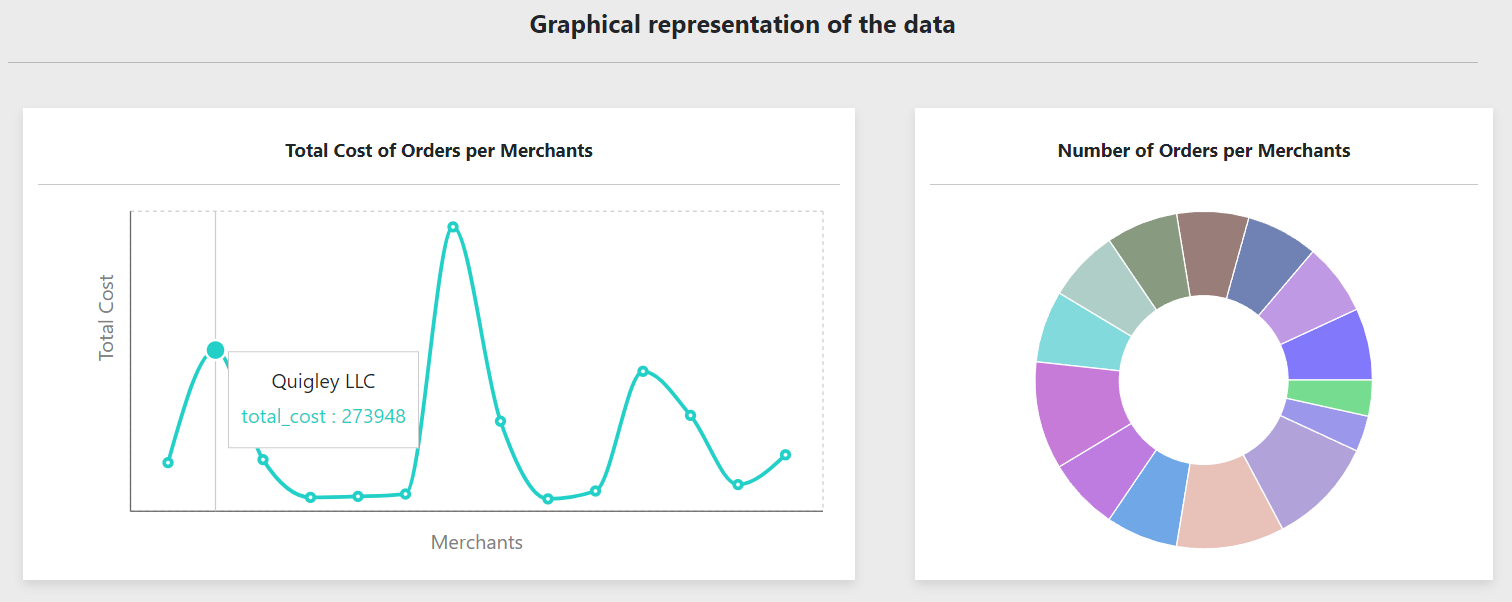 Graphical representation of the data
Total Cost of Orders per Merchants
Number of Orders per Merchants
Total Cost
Quigley LLC
total_cost : 273948
Merchants